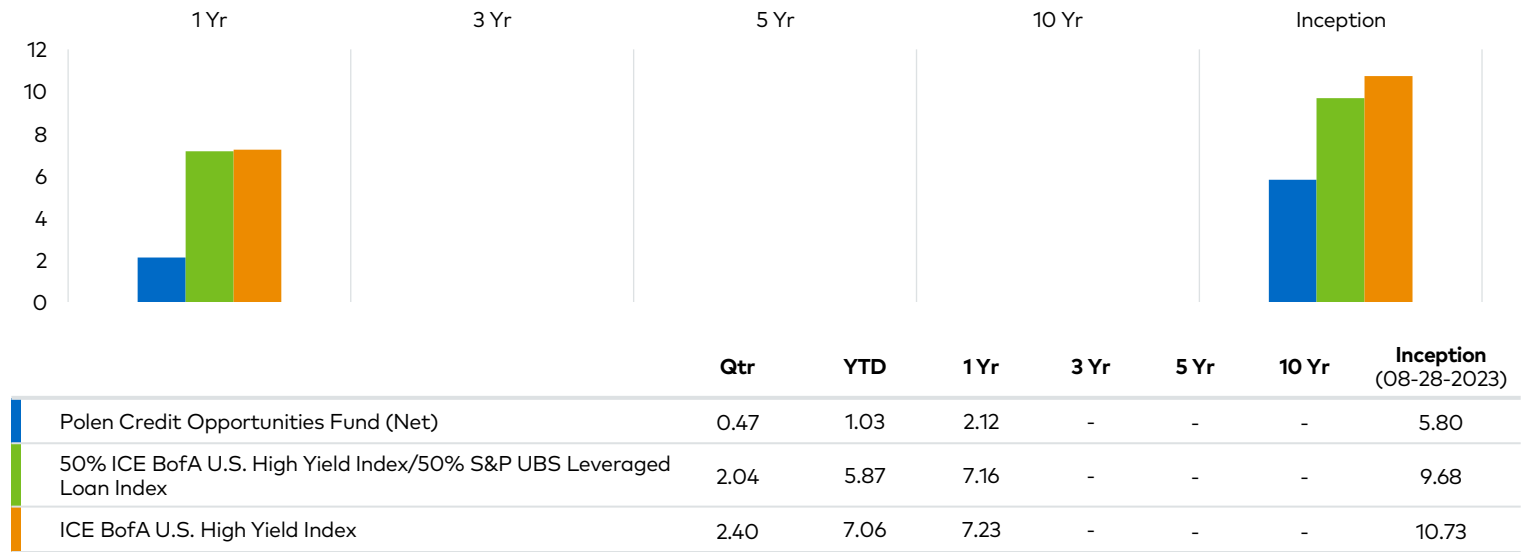 1 Yr 3 Yr 5 Yr 10 Yr Inception
12
10
8
6
4
2
0
Qtr YTD 1 Yr 3 Yr 5 Yr 10 Yr Inception
(08-28-2023)
Polen Credit Opportunities Fund (Net) 0.47 1.03 2.12 - - - 5.80
50% ICE BofA U.S. High Yield Index/50% S&P UBS Leveraged
Loan Index 2.04 5.87 7.16 - - - 9.68
ICE BofA U.S. High Yield Index 2.40 7.06 7.23 - - - 10.73